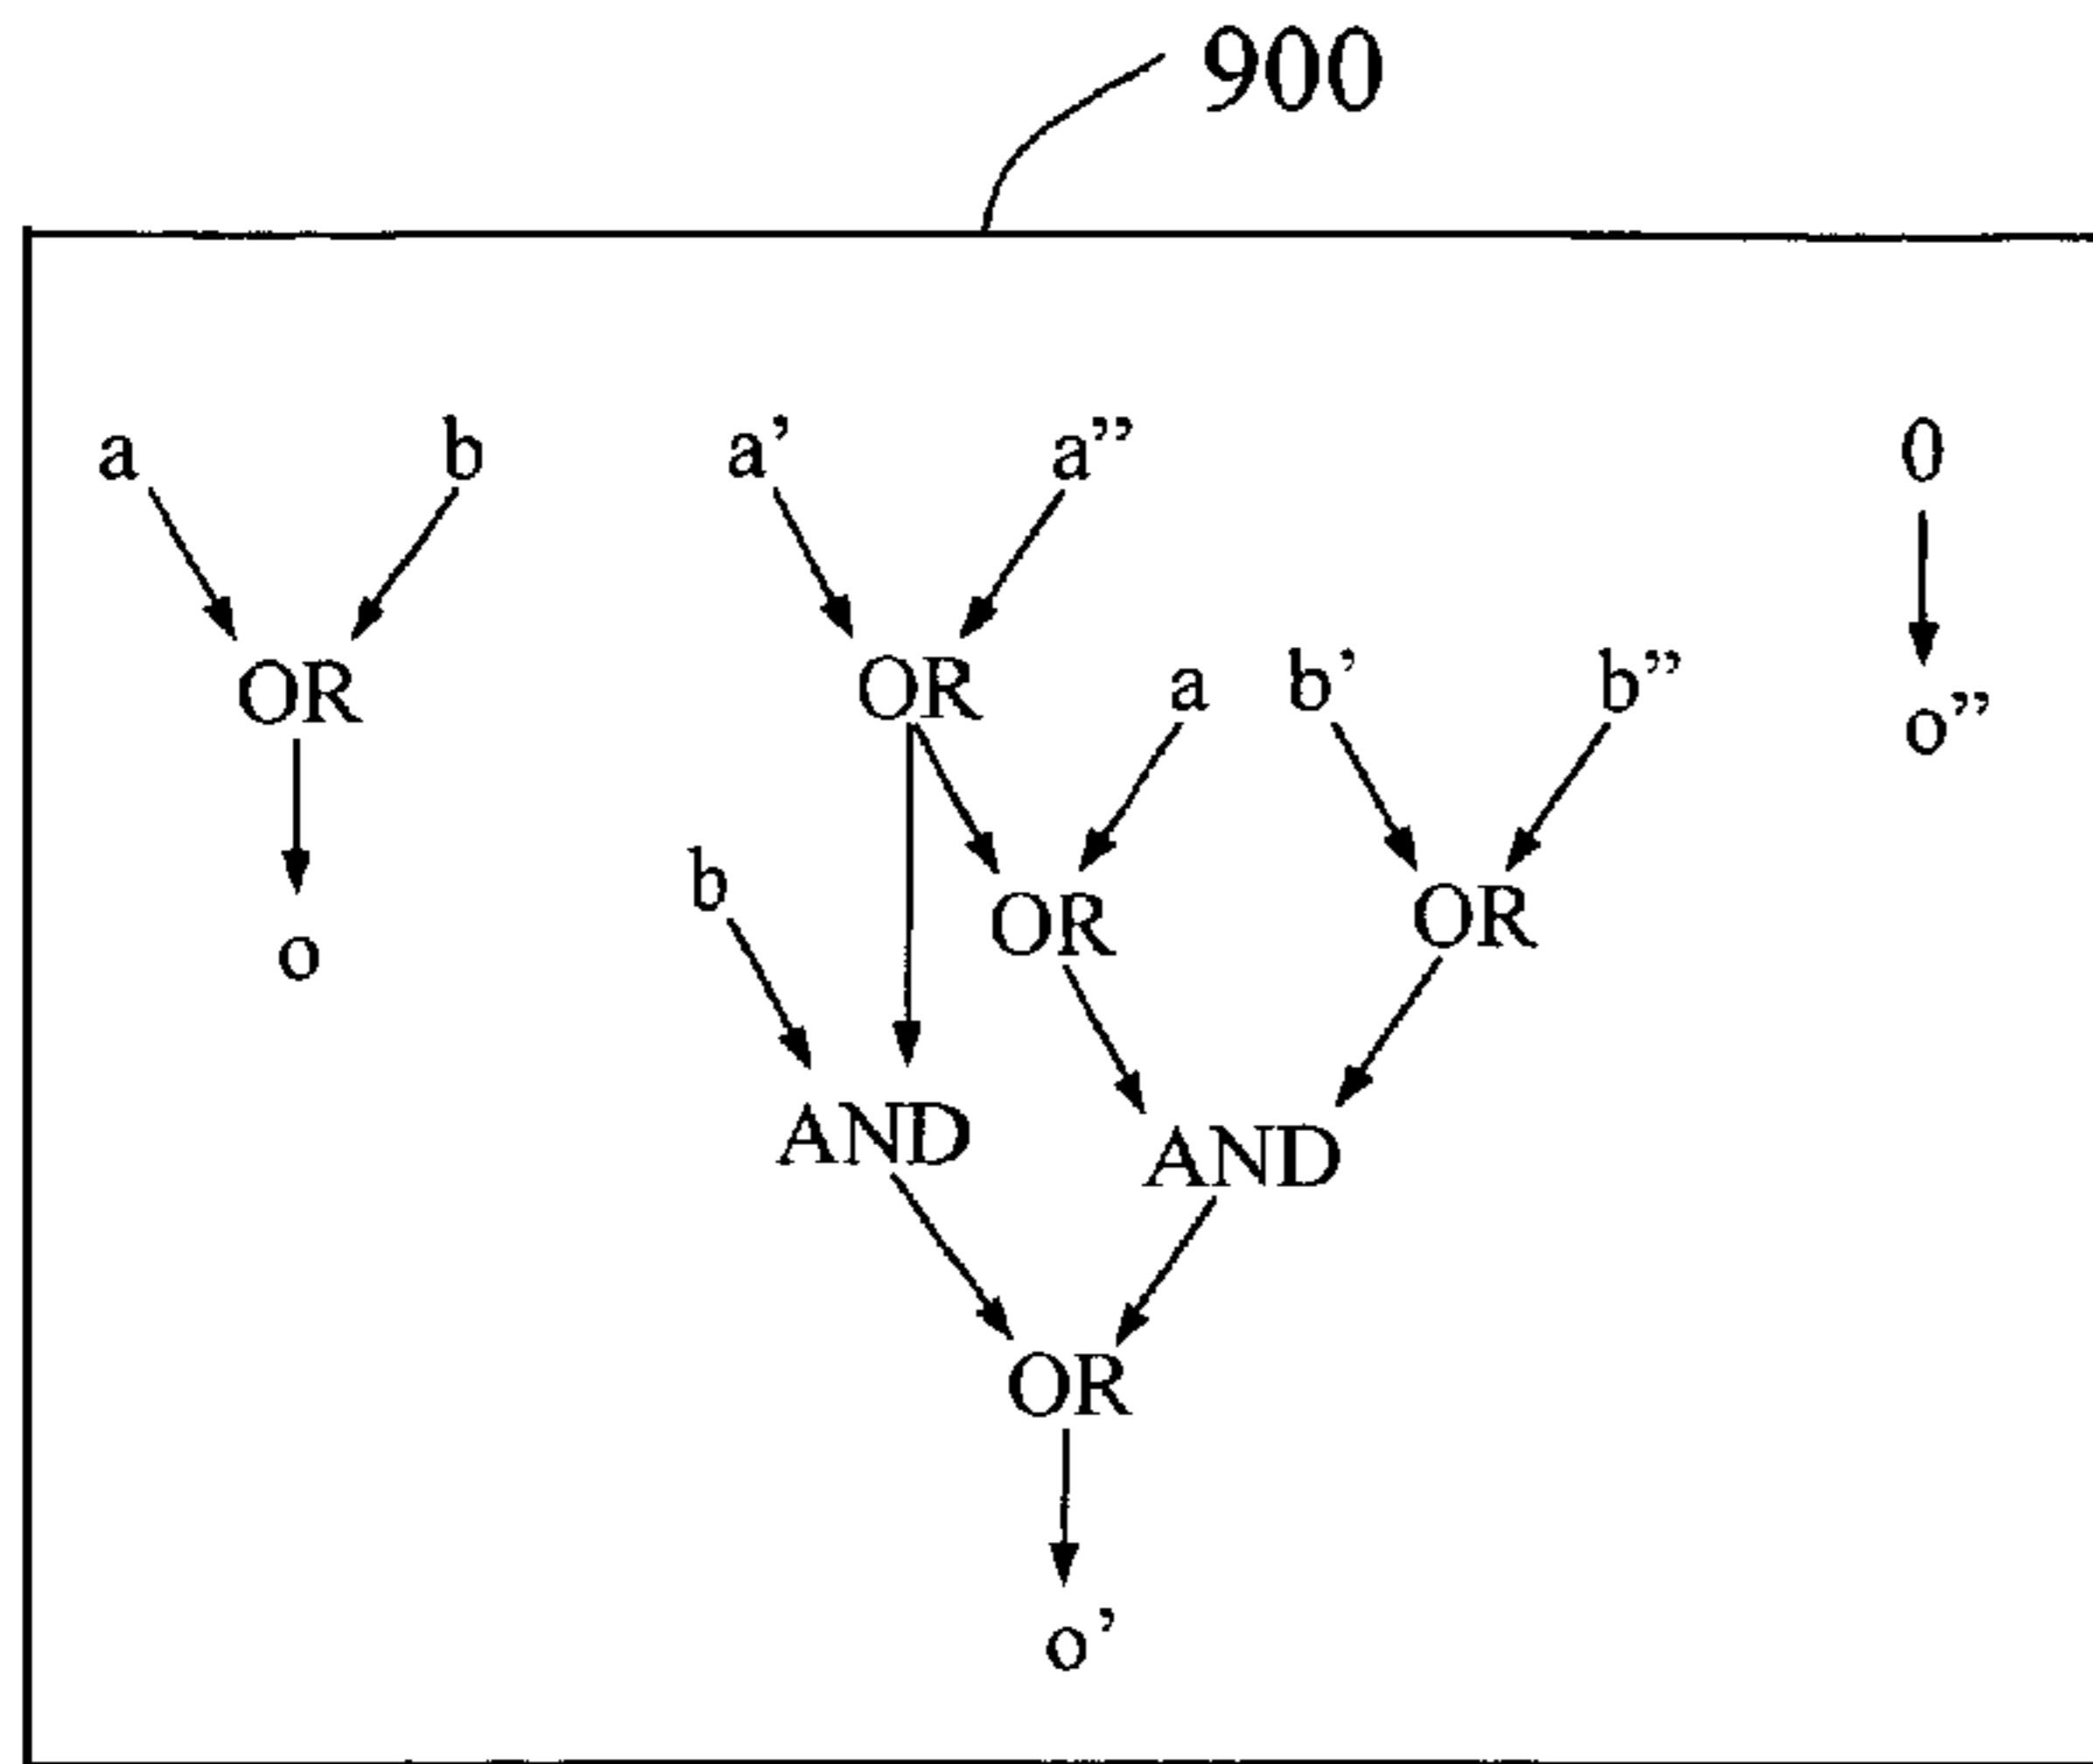 900
a b a’ a” 0
OR OR a b’ b” o”
b OR OR
o
AND AND
OR
o’